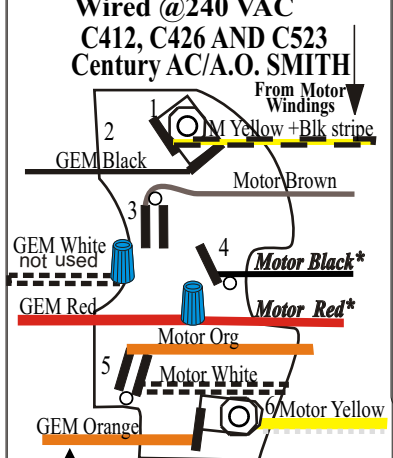 Wired @240 VAC
C412, C426 AND C523
Century AC/A.O. SMITH
From Motor
Windings
1
M Yellow +Blk stripe
2
GEM Black
Motor Brown
3
GEM White
not used
4
Motor Black*
GEM Red
Motor Red*
Motor Org
5
Motor White
6
Motor Yellow
GEM Orange